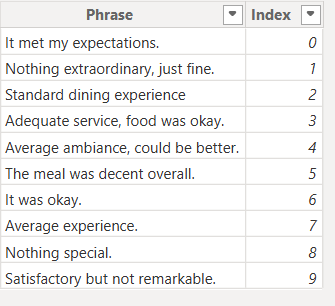 Phrase Index
It met my expectations. 0
Nothing extraordinary, just fine. 1
Standard dining experience 2
Adequate service, food was okay. 3
Average ambiance, could be better. 4
The meal was decent overall. 5
It was okay. 6
Average experience. 7
Nothing special. 8
Satisfactory but not remarkable. 9